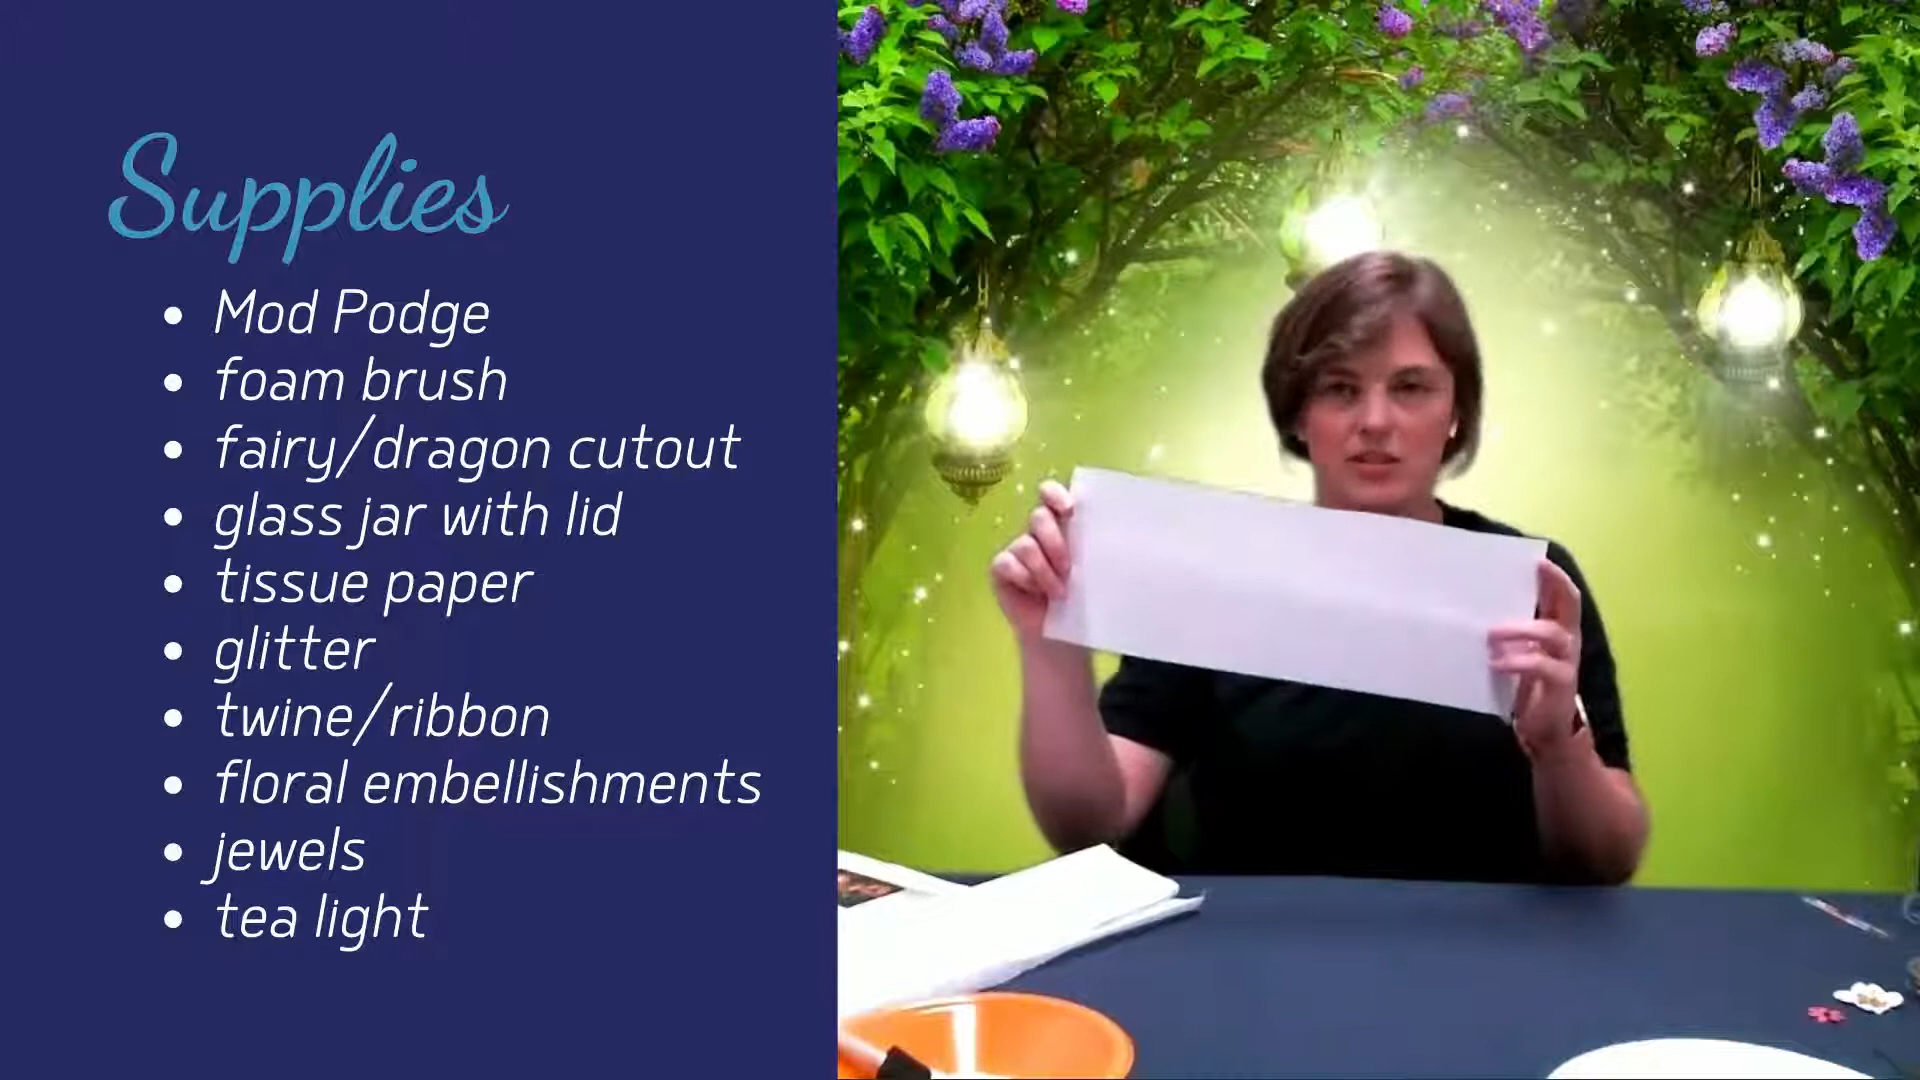 Supplies
Mod Podge
foam brush
fairy/dragon cutout
glass jar with lid
tissue paper
glitter
twine/ribbon
floral embellishments
jewels
tea light